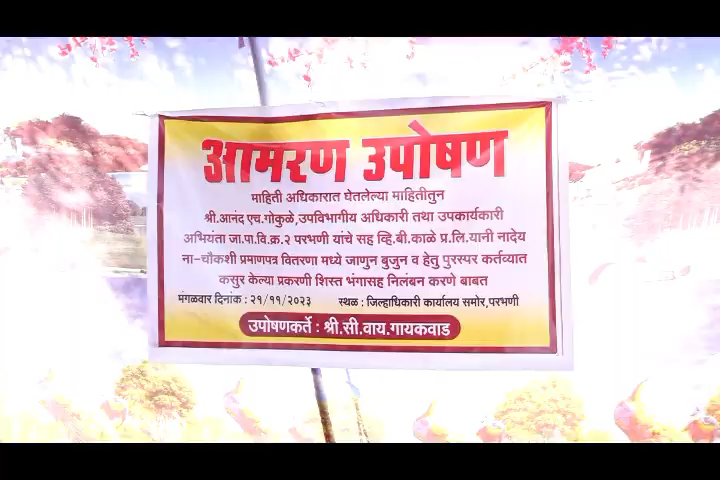 आमरण उपोषण
माहिती अधिकारात घेतलेल्या माहितीतुन
श्री.आनंद एच.गोकुळे,उपविभागीय अधिकारी तथा उपकार्यकारी
अभियंता जा.पा.वि.क्र.२ परभणी यांचे सह व्हि.बी.काळे प्र.लि.यानी नादेय
ना-चौकशी प्रमाणपत्र वितरणा मध्ये जाणुन बुजुन व हेतु पुरस्पर कर्तव्यात
कसुर केल्या प्रकरणी शिस्त भंगासह निलंबन करणे बाबत
मंगळवार दिनांक : २१/११/२०२३ स्थळ : जिल्हाधिकारी कार्यालय समोर,परभणी
उपोषणकर्ते : श्री.सी.वाय.गायकवाड